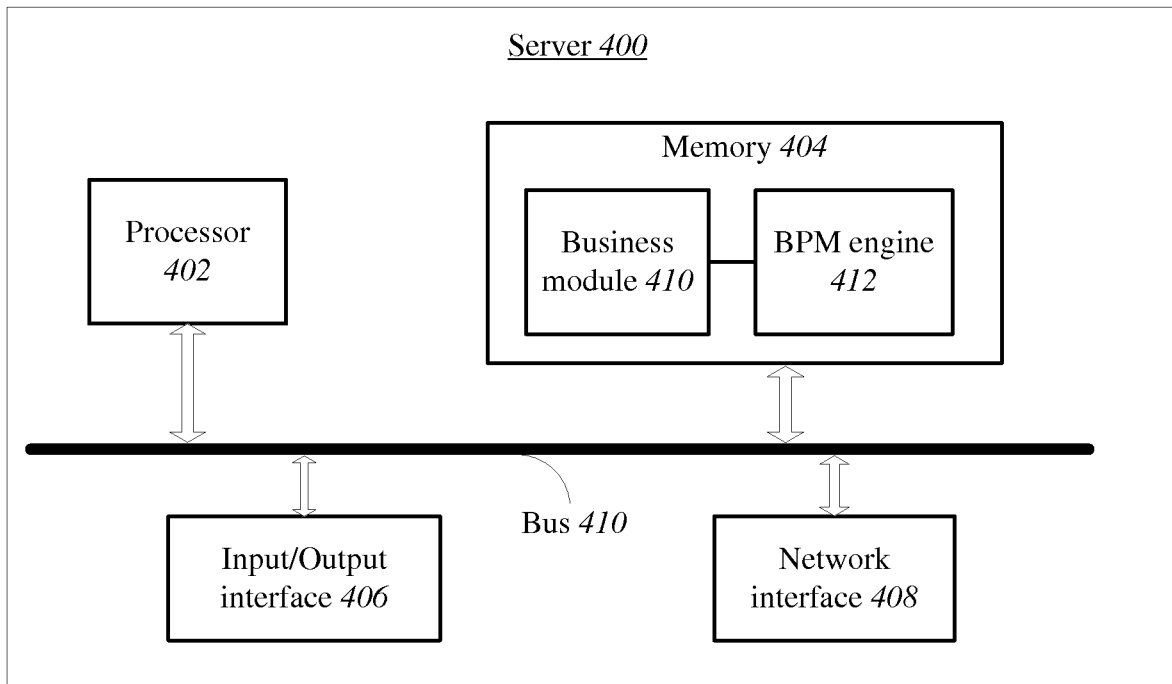 Server 400
Memory 404
Processor
402
Business
module 410
BPM engine
412
Bus 410
Input/Output
interface 406
Network
interface 408